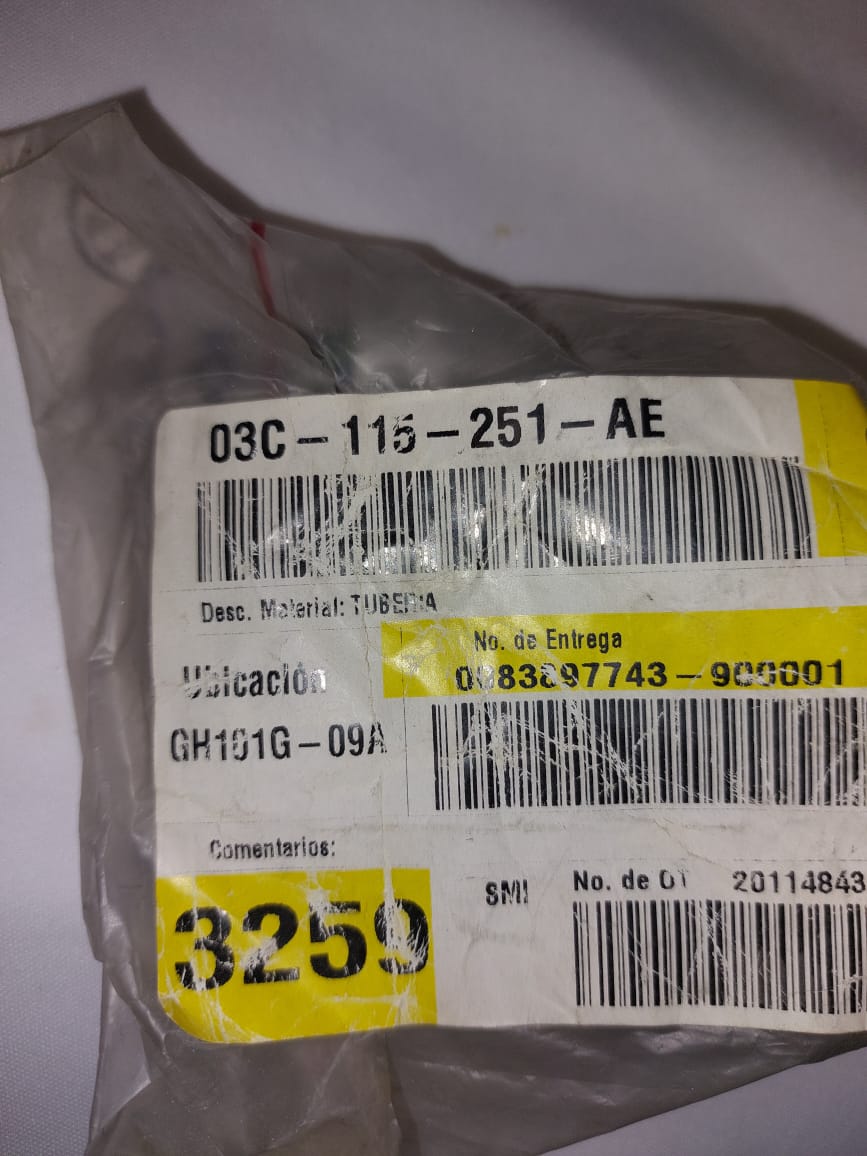 03C-115-251-AE
Desc. Material: TUBERIA
No. de Entrega
Ubicación
GH101G-09A
Comentarios:
SMI No. de OT 20114843
3259